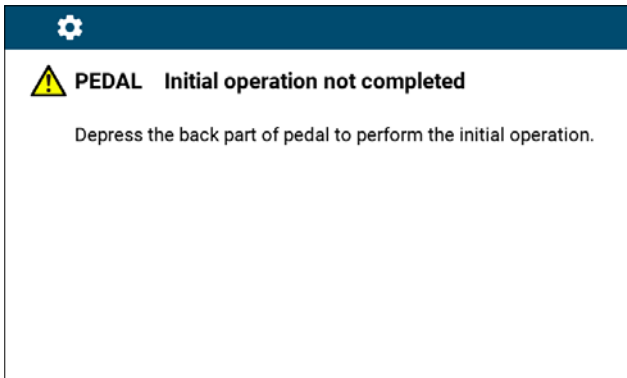 PEDAL Initial operation not completed
Depress the back part of pedal to perform the initial operation.